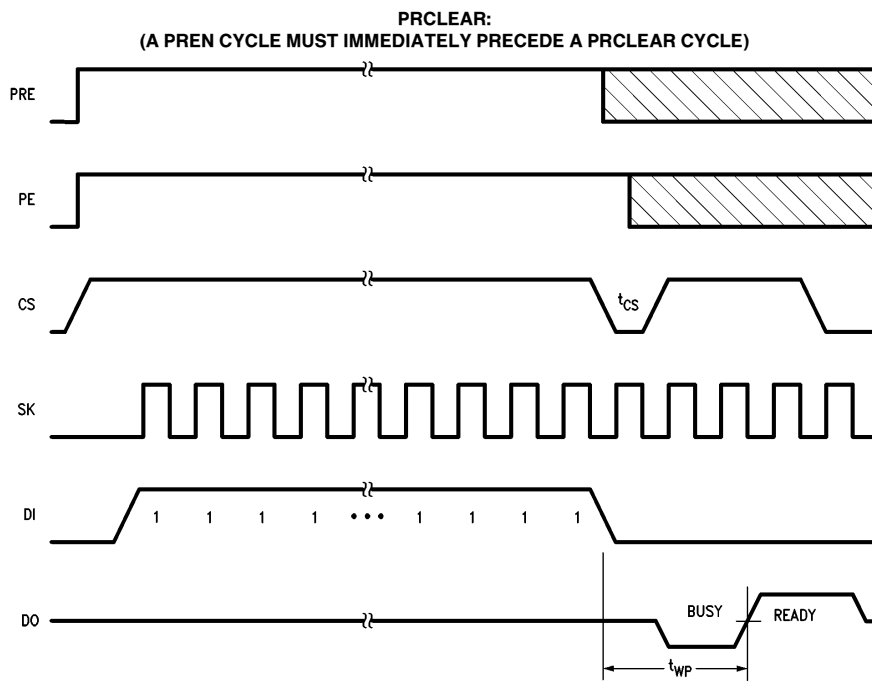 PRCLEAR:
(A PREN CYCLE MUST IMMEDIATELY PRECEDE A PRCLEAR CYCLE)
PRE
PE
CS
tCS
SK
DI
1 1 1 1 ••• 1 1 1 1
DO
BUSY
READY
tWP